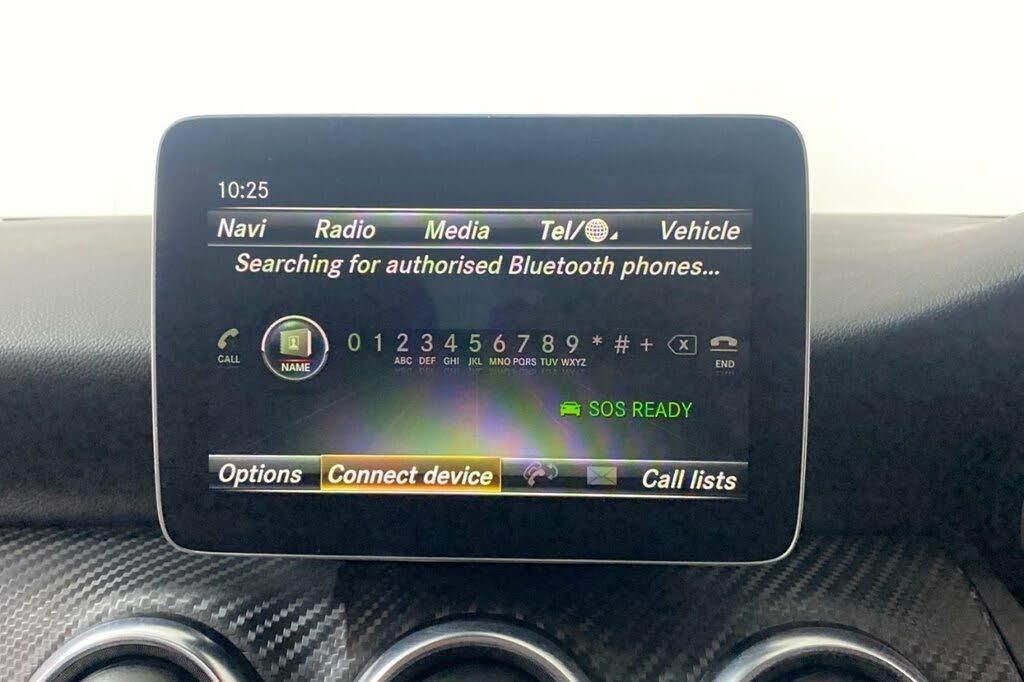 10:25
Navi Radio Media Tel/ Vehicle
Searching for authorised Bluetooth phones...
CALL NAME 0 1 2 ABC 3 DEF 4 GHI 5 JKL 6 MNO 7 PQRS 8 TUV 9 WXYZ * # + X END
SOS READY
Options Connect device Call lists